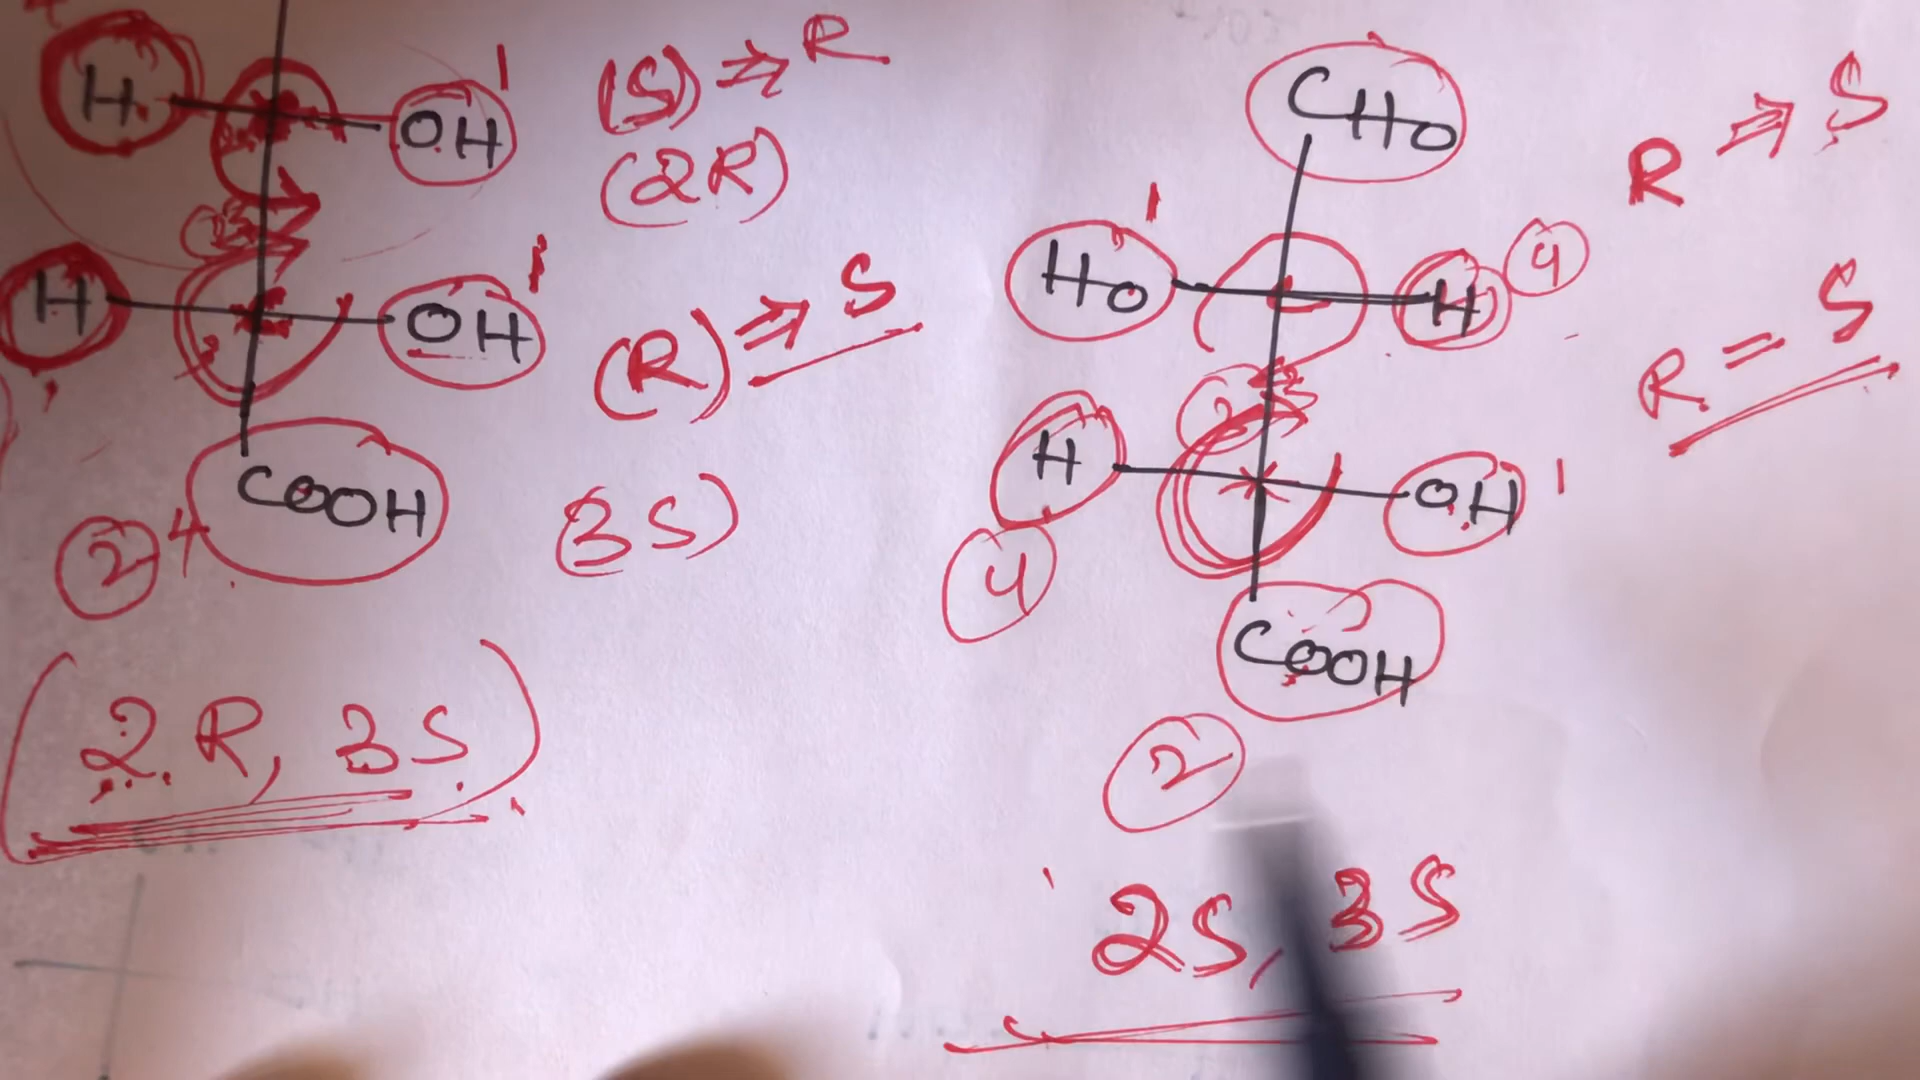 H OH 1 (S) ⇒ R
(2R)
2
H OH 1 (R) ⇒ S
COOH
2 4 (3S)
(2R, 3S)
CHO
R ⇒ S
1
HO H 4
R = S
2
H OH 1
4
COOH
2
2S, 3S